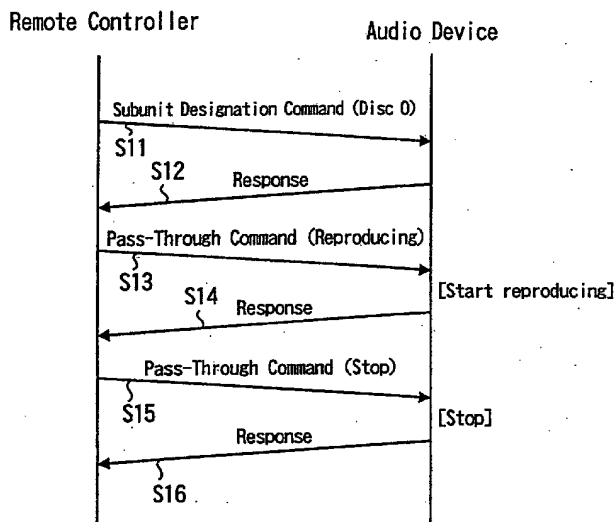 Remote Controller
Audio Device
Subunit Designation Command (Disc 0)
S11
S12
Response
Pass-Through Command (Reproducing)
S13
[Start reproducing]
S14
Response
Pass-Through Command (Stop)
S15
[Stop]
Response
S16